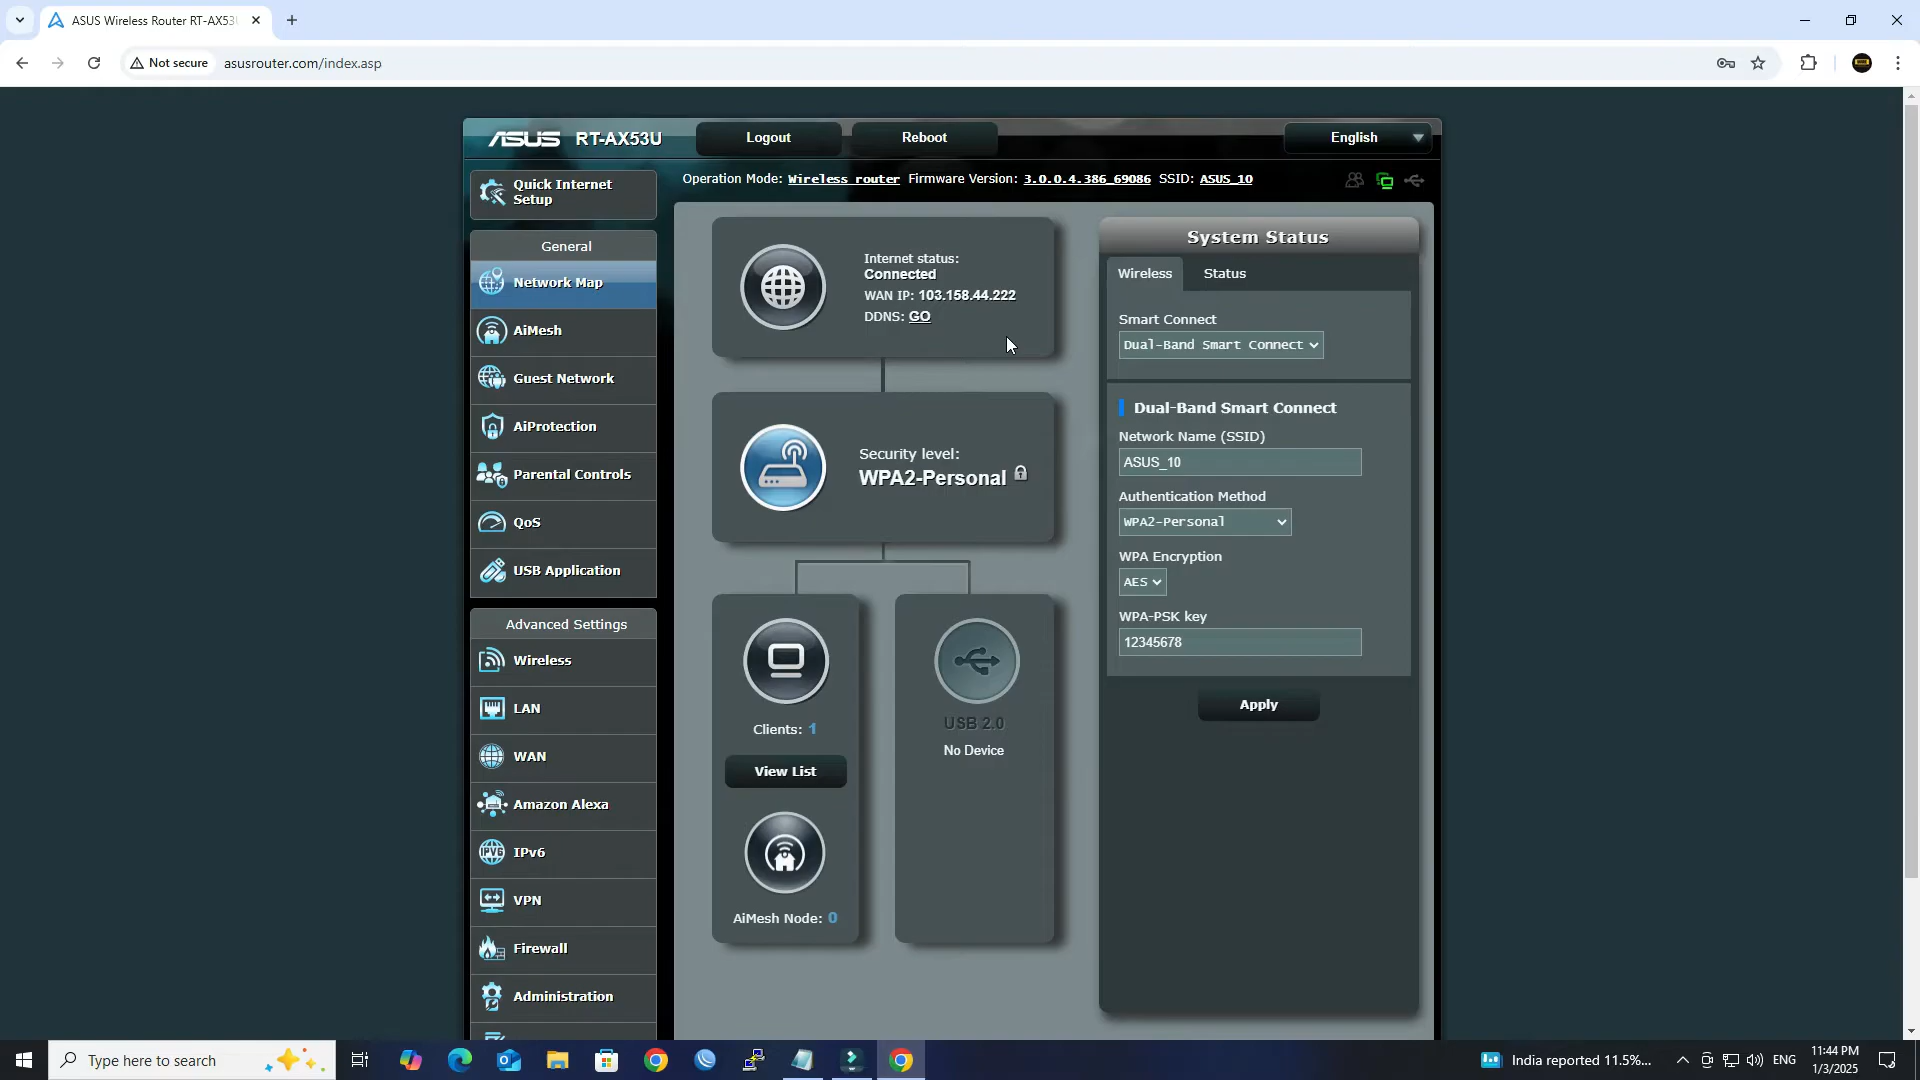 ASUS Wireless Router RT-AX53U
Not secure
asusrouter.com/index.asp
ASUS RT-AX53U
Logout
Reboot
English
Quick Internet
Setup
Operation Mode: Wireless router Firmware Version: 3.0.0.4.386_69086 SSID: ASUS_10
General
Network Map
AiMesh
Guest Network
AiProtection
Parental Controls
QoS
USB Application
Advanced Settings
Wireless
LAN
WAN
Amazon Alexa
IPv6
VPN
Firewall
Administration
Internet status:
Connected
WAN IP: 103.158.44.222
DDNS: GO
Security level:
WPA2-Personal
Clients: 1
View List
AiMesh Node: 0
USB 2.0
No Device
System Status
Wireless
Status
Smart Connect
Dual-Band Smart Connect
Dual-Band Smart Connect
Network Name (SSID)
ASUS_10
Authentication Method
WPA2-Personal
WPA Encryption
AES
WPA-PSK key
12345678
Apply
Type here to search
India reported 11.5%...
ENG
11:44 PM
1/3/2025